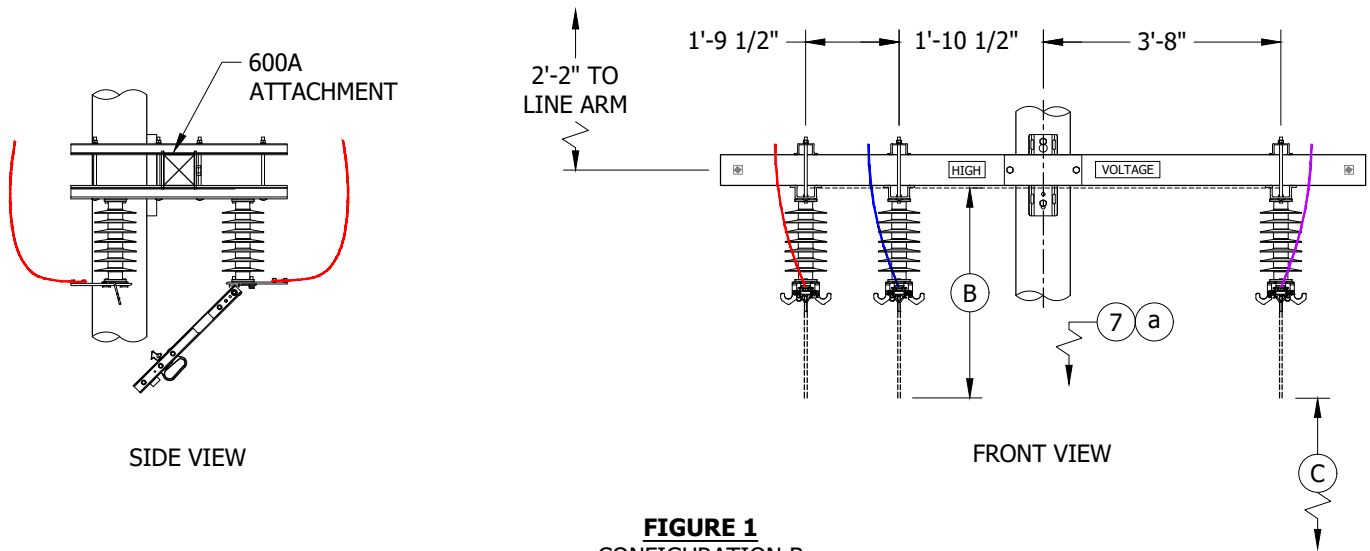 600A
ATTACHMENT
2'-2" TO
LINE ARM
1'-9 1/2"
1'-10 1/2"
3'-8"
HIGH
VOLTAGE
B
7 a
C
SIDE VIEW
FRONT VIEW
FIGURE 1